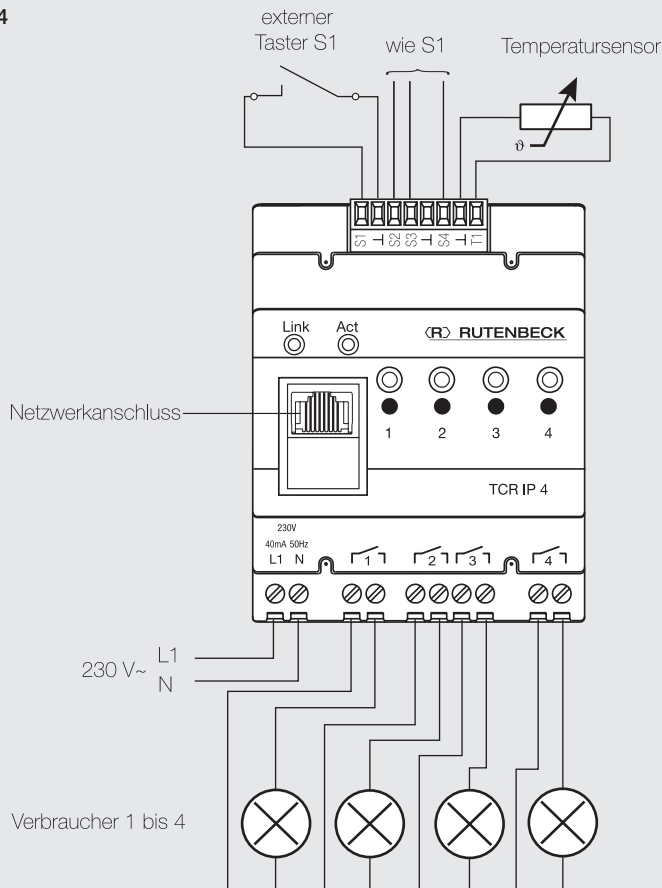 4
externer
Taster S1
wie S1
Temperatursensor
ϑ
S1 ⊥ S2 S3 ⊥ S4 ⊥ T1
Link Act ⟨R⟩ RUTENBECK
Netzwerkanschluss
1 2 3 4
TCR IP 4
230V
40mA 50Hz
L1 N 1 2 3 4
230 V~ L1
N
Verbraucher 1 bis 4